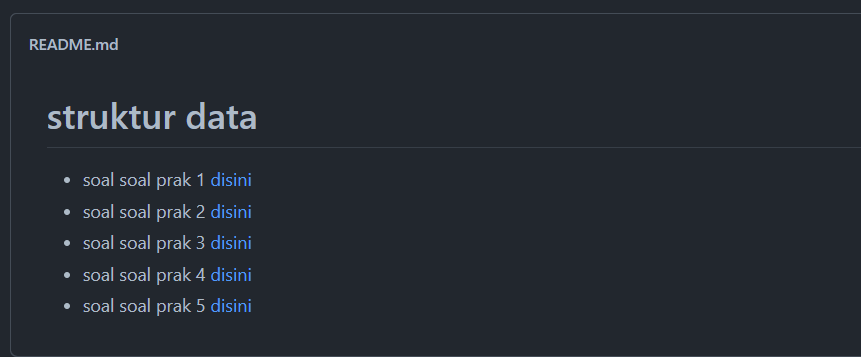 README.md
struktur data
soal soal prak 1 disini
soal soal prak 2 disini
soal soal prak 3 disini
soal soal prak 4 disini
soal soal prak 5 disini